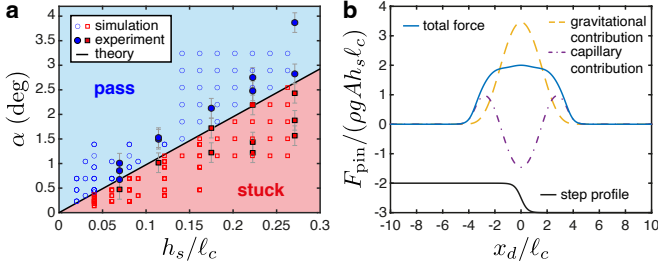 a
simulation
experiment
theory
pass
stuck
α (deg)
4
3.5
3
2.5
2
1.5
1
0.5
0
0 0.05 0.1 0.15 0.2 0.25 0.3
h_s/ℓ_c
b
total force
gravitational
contribution
capillary
contribution
step profile
F_pin/(ρgAh_sℓ_c)
4
3
2
1
0
-1
-2
-3
-10 -8 -6 -4 -2 0 2 4 6 8 10
x_d/ℓ_c